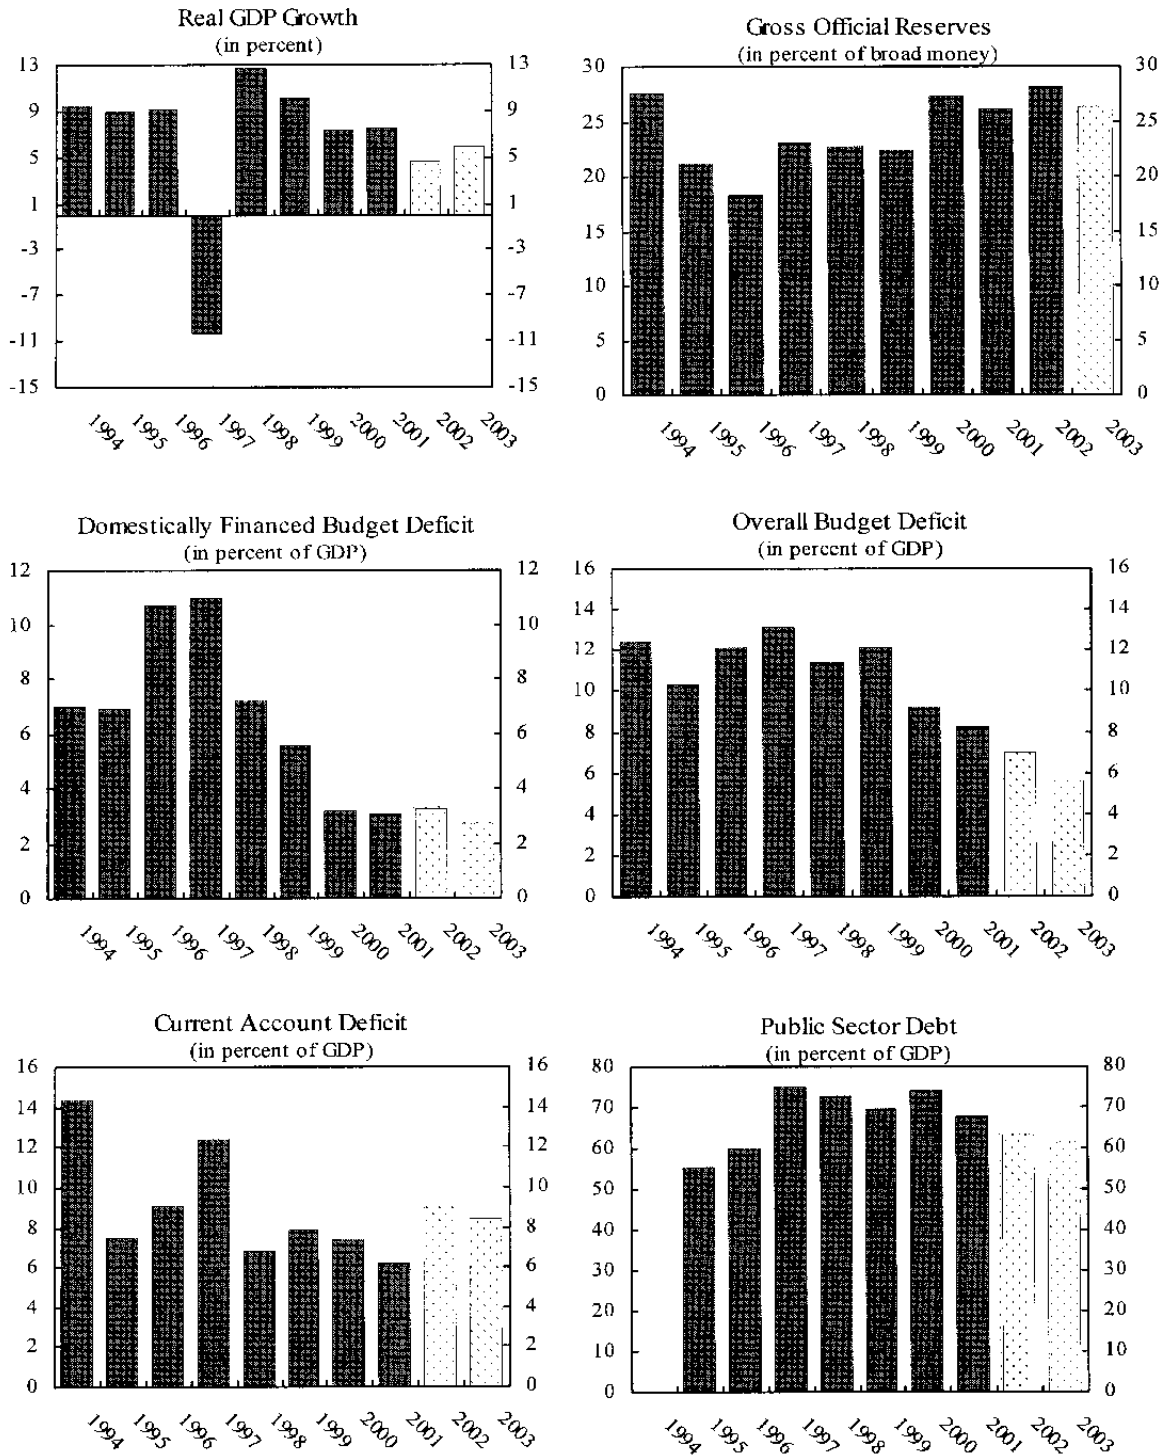 Real GDP Growth
(in percent)
13 13
9 9
5 5
1 1
-3 -3
-7 -7
-11 -11
-15 -15
1994 1995 1996 1997 1998 1999 2000 2001 2002 2003
Gross Official Reserves
(in percent of broad money)
30 30
25 25
20 20
15 15
10 10
5 5
0 0
1994 1995 1996 1997 1998 1999 2000 2001 2002 2003
Domestically Financed Budget Deficit
(in percent of GDP)
12 12
10 10
8 8
6 6
4 4
2 2
0 0
1994 1995 1996 1997 1998 1999 2000 2001 2002 2003
Overall Budget Deficit
(in percent of GDP)
16 16
14 14
12 12
10 10
8 8
6 6
4 4
2 2
0 0
1994 1995 1996 1997 1998 1999 2000 2001 2002 2003
Current Account Deficit
(in percent of GDP)
16 16
14 14
12 12
10 10
8 8
6 6
4 4
2 2
0 0
1994 1995 1996 1997 1998 1999 2000 2001 2002 2003
Public Sector Debt
(in percent of GDP)
80 80
70 70
60 60
50 50
40 40
30 30
20 20
10 10
0 0
1994 1995 1996 1997 1998 1999 2000 2001 2002 2003